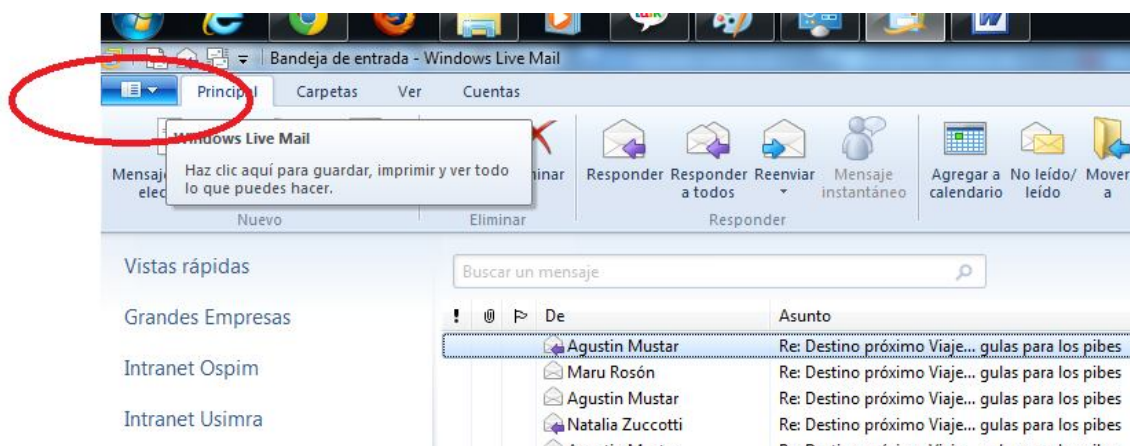 talk
Bandeja de entrada - Windows Live Mail
Principal Carpetas Ver Cuentas
Windows Live Mail
Haz clic aquí para guardar, imprimir y ver todo
lo que puedes hacer.
Responder Responder a todos Reenviar Mensaje instantáneo
Agregar a calendario No leído/ leído Mover a
Nuevo Eliminar Responder
Vistas rápidas
Buscar un mensaje
Grandes Empresas
De Asunto
Agustin Mustar Re: Destino próximo Viaje... gulas para los pibes
Intranet Ospim
Maru Rosón Re: Destino próximo Viaje... gulas para los pibes
Agustin Mustar Re: Destino próximo Viaje... gulas para los pibes
Intranet Usimra
Natalia Zuccotti Re: Destino próximo Viaje... gulas para los pibes